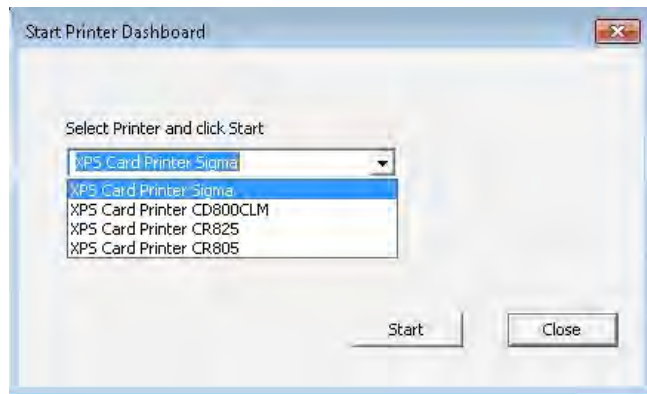 Start Printer Dashboard
Select Printer and click Start
XPS Card Printer Sigma
XPS Card Printer Sigma
XPS Card Printer CD800CLM
XPS Card Printer CR825
XPS Card Printer CR805
Start Close